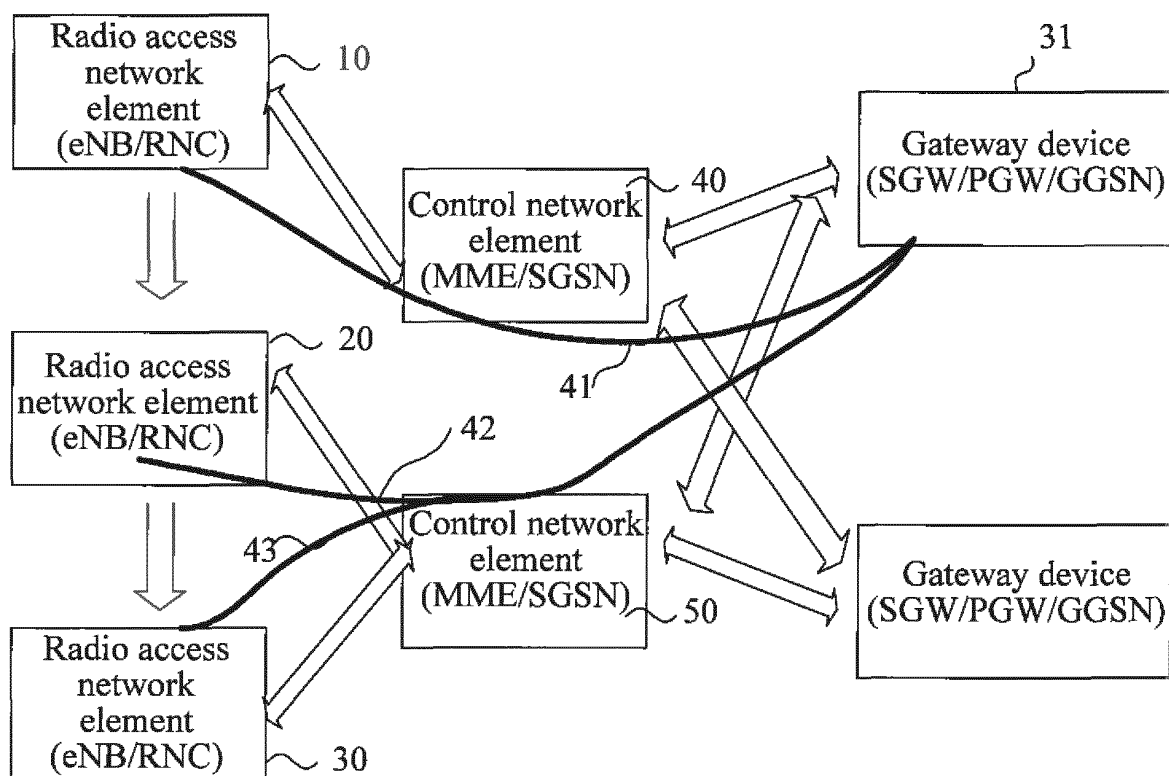 Radio access
network
element
(eNB/RNC)
10
31
Gateway device
(SGW/PGW/GGSN)
40
Control network
element
(MME/SGSN)
20
Radio access
network element
(eNB/RNC)
41
42
43
Control network
element
(MME/SGSN)
50
Gateway device
(SGW/PGW/GGSN)
Radio access
network
element
(eNB/RNC)
30